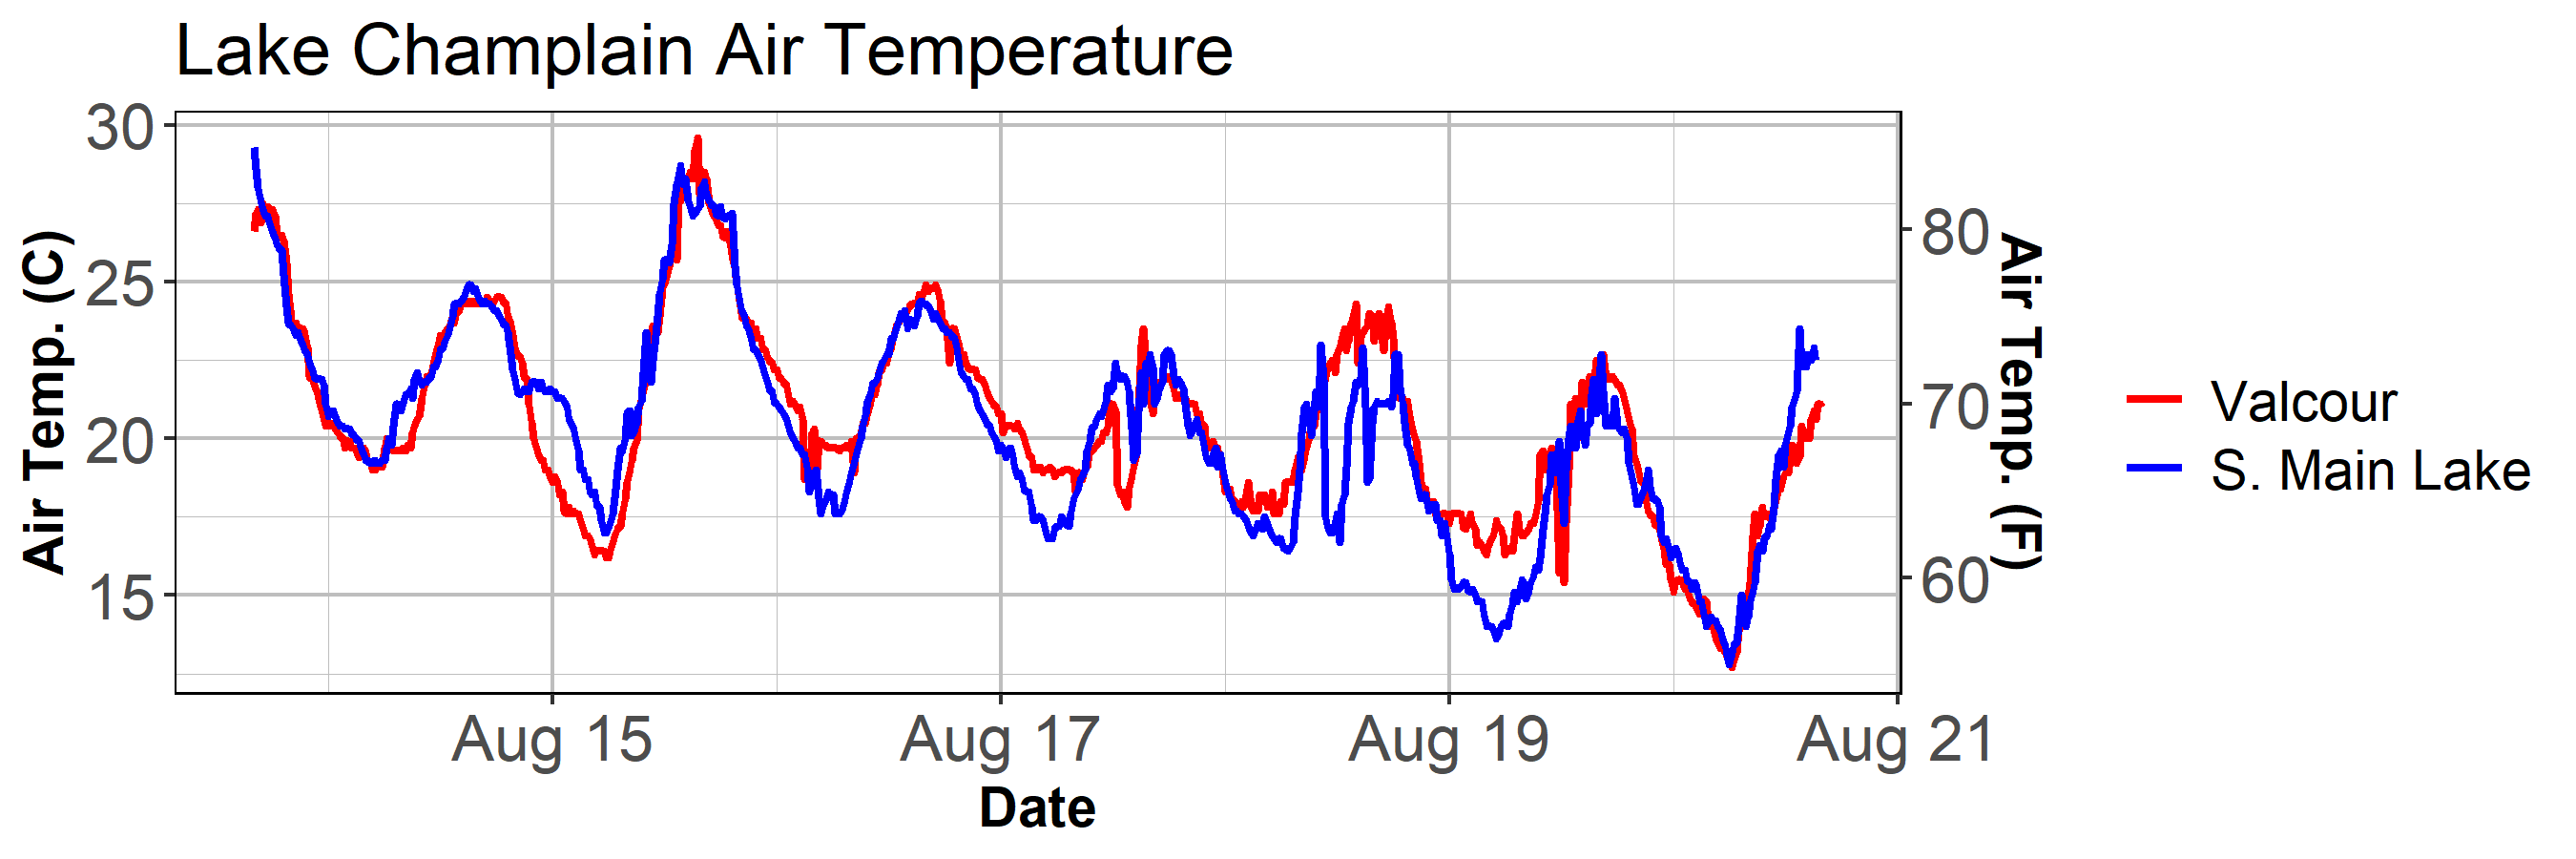 Lake Champlain Air Temperature
30
25
20
15
Air Temp. (C)
80
70
60
Air Temp. (F)
Aug 15
Aug 17
Aug 19
Aug 21
Date
Valcour
S. Main Lake